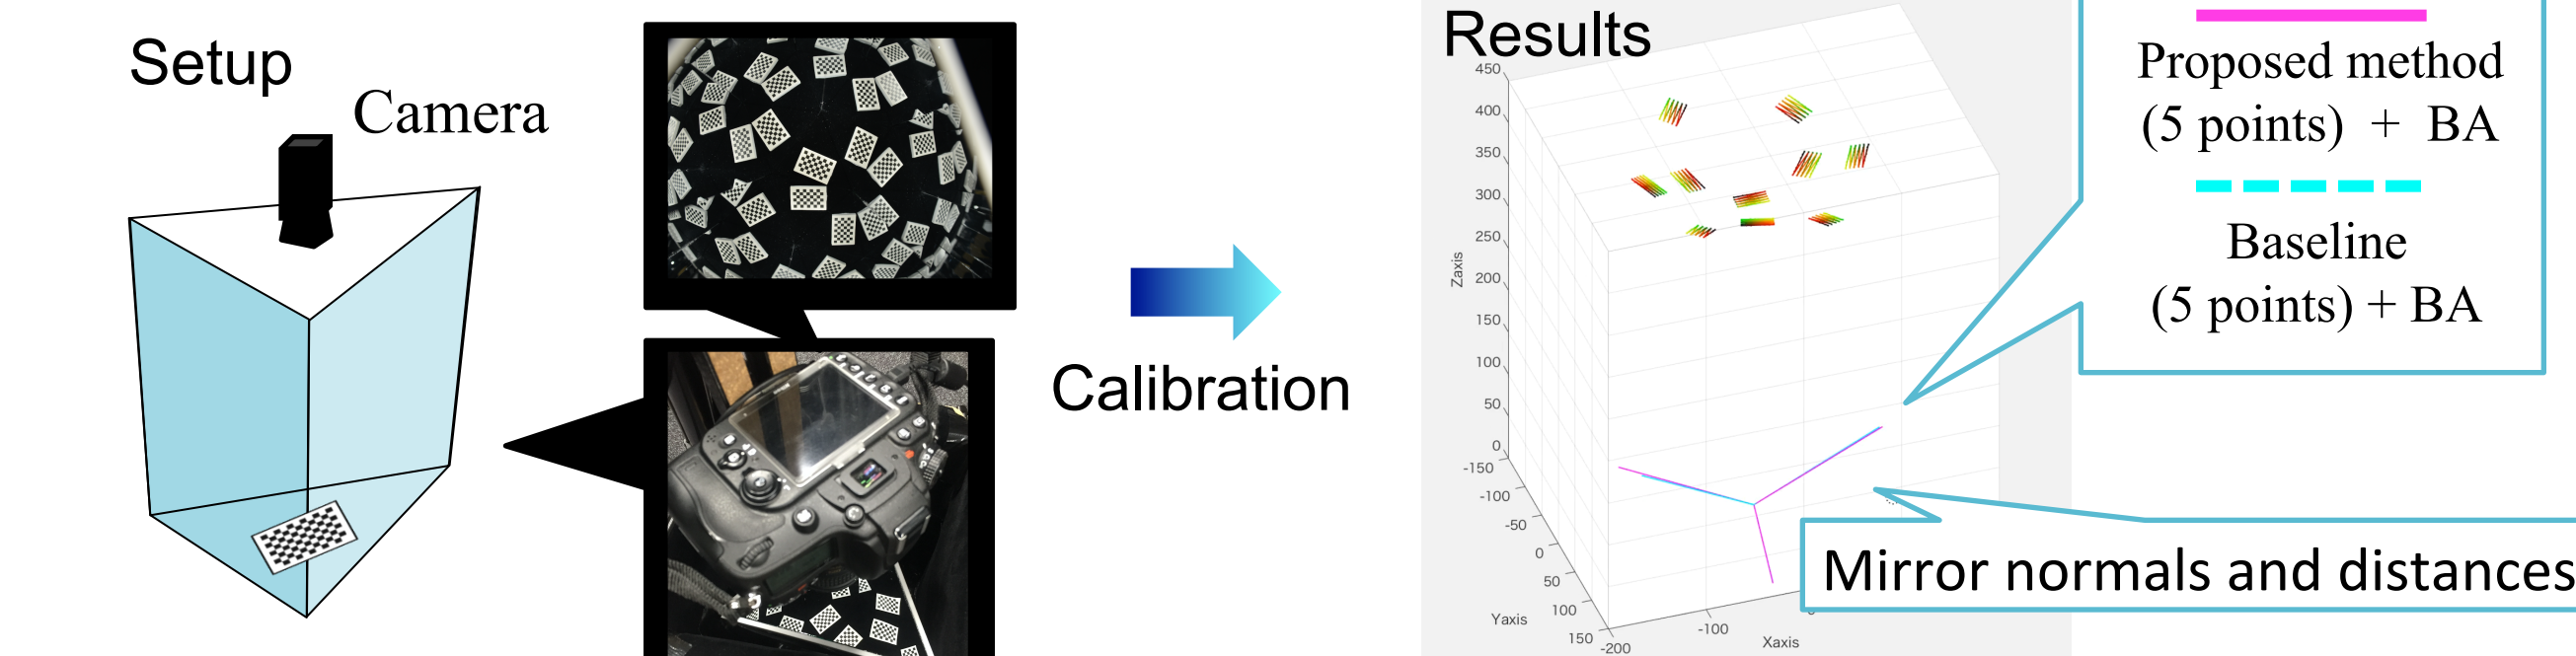 Setup
Camera
Calibration
Results
450
400
350
300
250
200
150
100
50
0
Zaxis
-150
-100
-50
0
50
100
150
Yaxis
-200
-100
Xaxis
Proposed method
(5 points) + BA
Baseline
(5 points) + BA
Mirror normals and distances